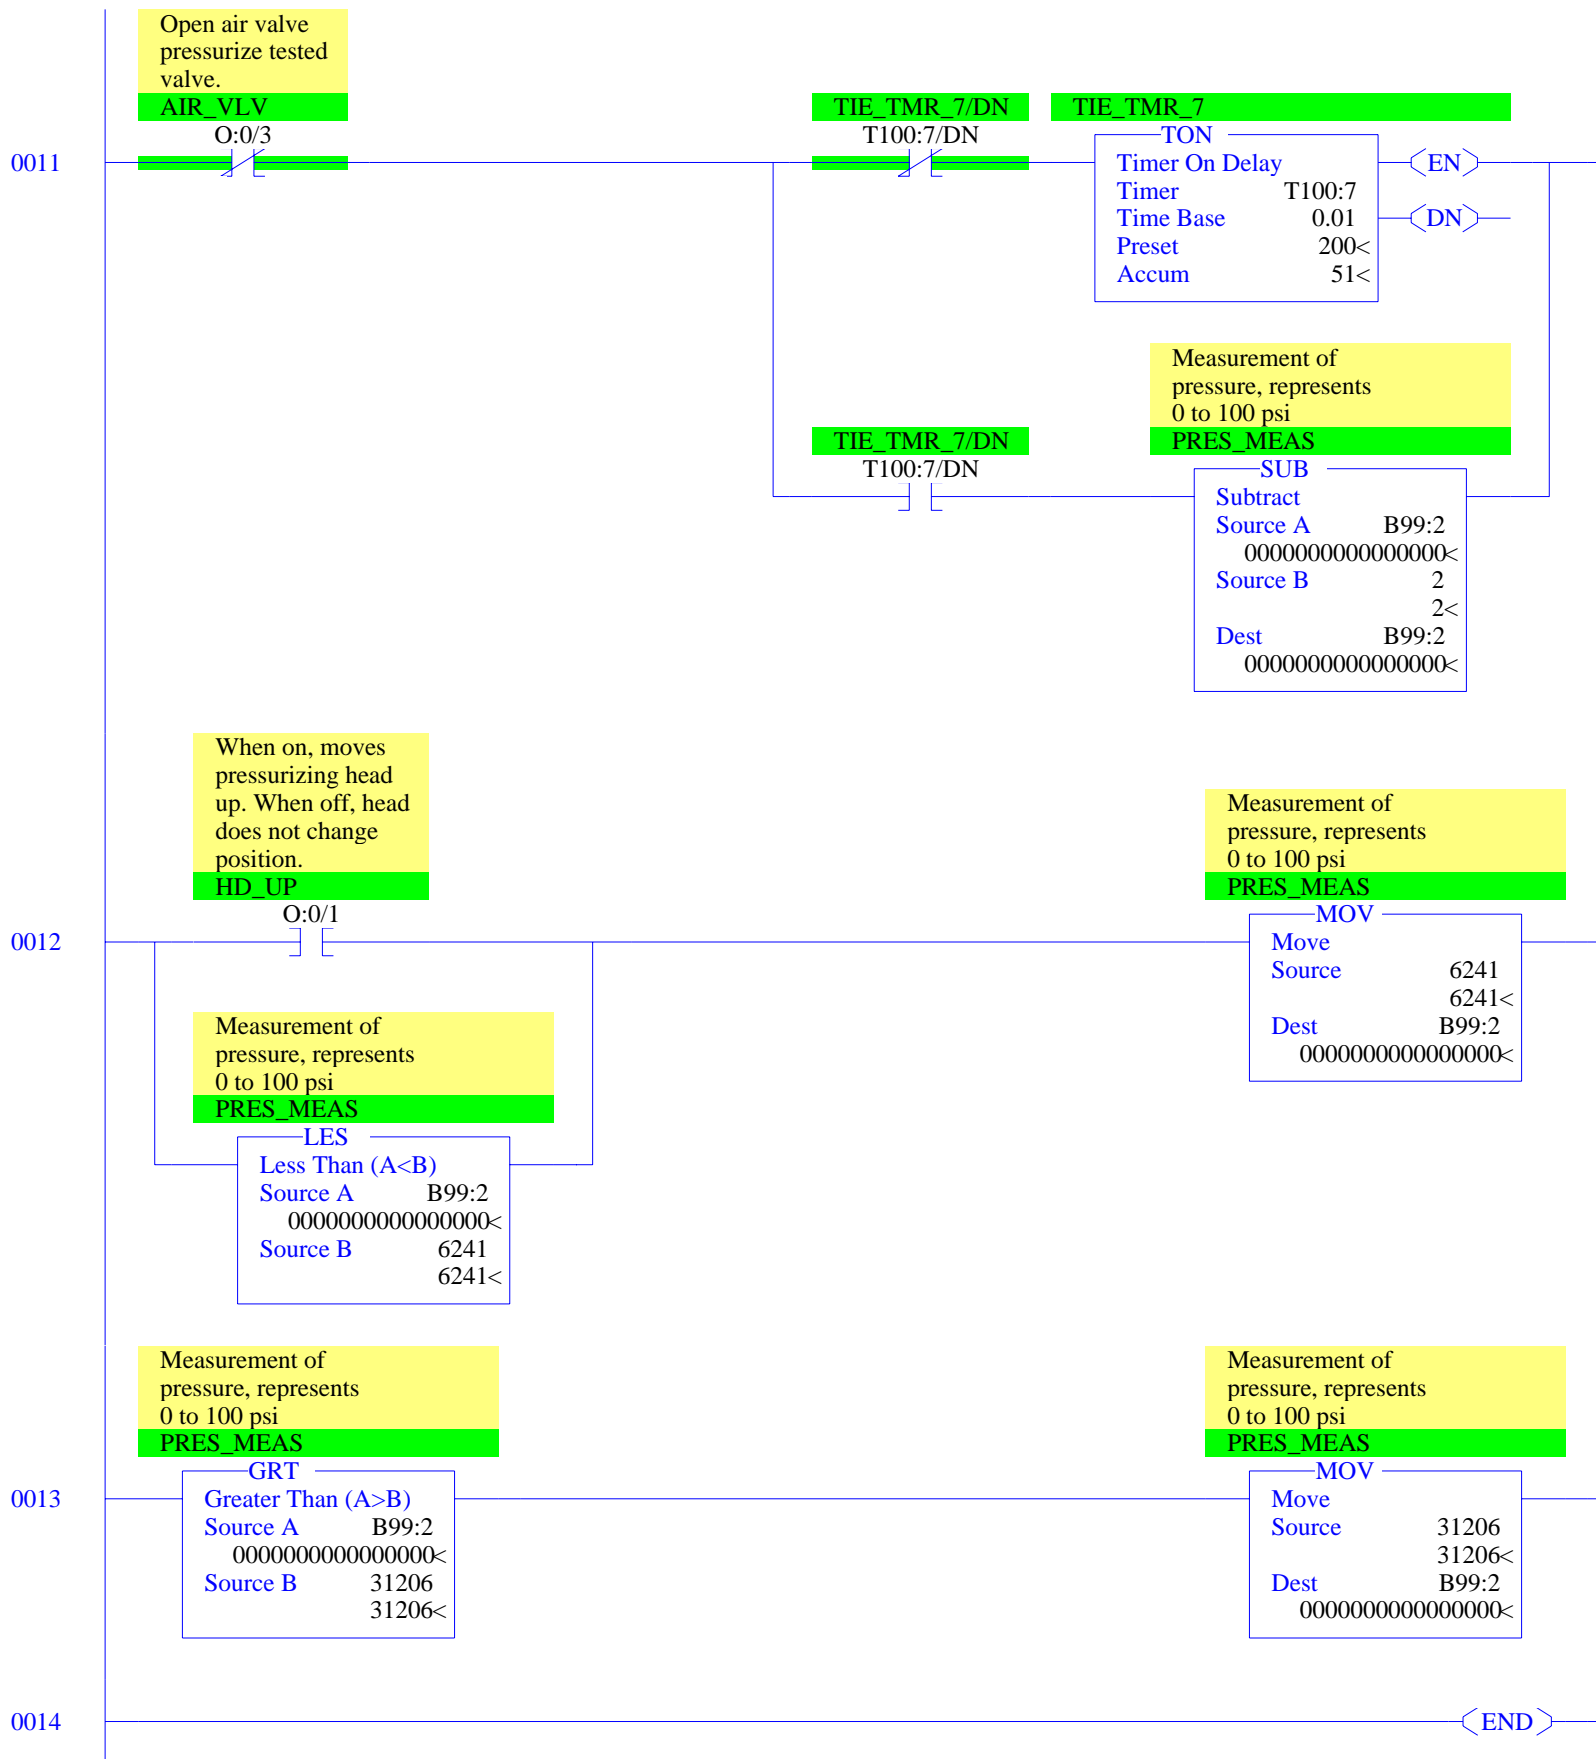 Open air valve
pressurize tested
valve.
AIR_VLV
O:0/3
0011
TIE_TMR_7/DN
T100:7/DN
TIE_TMR_7
TON
Timer On Delay
Timer T100:7
Time Base 0.01
Preset 200<
Accum 51<
EN
DN
TIE_TMR_7/DN
T100:7/DN
Measurement of
pressure, represents
0 to 100 psi
PRES_MEAS
SUB
Subtract
Source A B99:2
0000000000000000<
Source B 2
2<
Dest B99:2
0000000000000000<
When on, moves
pressurizing head
up. When off, head
does not change
position.
HD_UP
O:0/1
0012
Measurement of
pressure, represents
0 to 100 psi
PRES_MEAS
LES
Less Than (A<B)
Source A B99:2
0000000000000000<
Source B 6241
6241<
Measurement of
pressure, represents
0 to 100 psi
PRES_MEAS
MOV
Move
Source 6241
6241<
Dest B99:2
0000000000000000<
Measurement of
pressure, represents
0 to 100 psi
PRES_MEAS
0013
GRT
Greater Than (A>B)
Source A B99:2
0000000000000000<
Source B 31206
31206<
Measurement of
pressure, represents
0 to 100 psi
PRES_MEAS
MOV
Move
Source 31206
31206<
Dest B99:2
0000000000000000<
0014
END